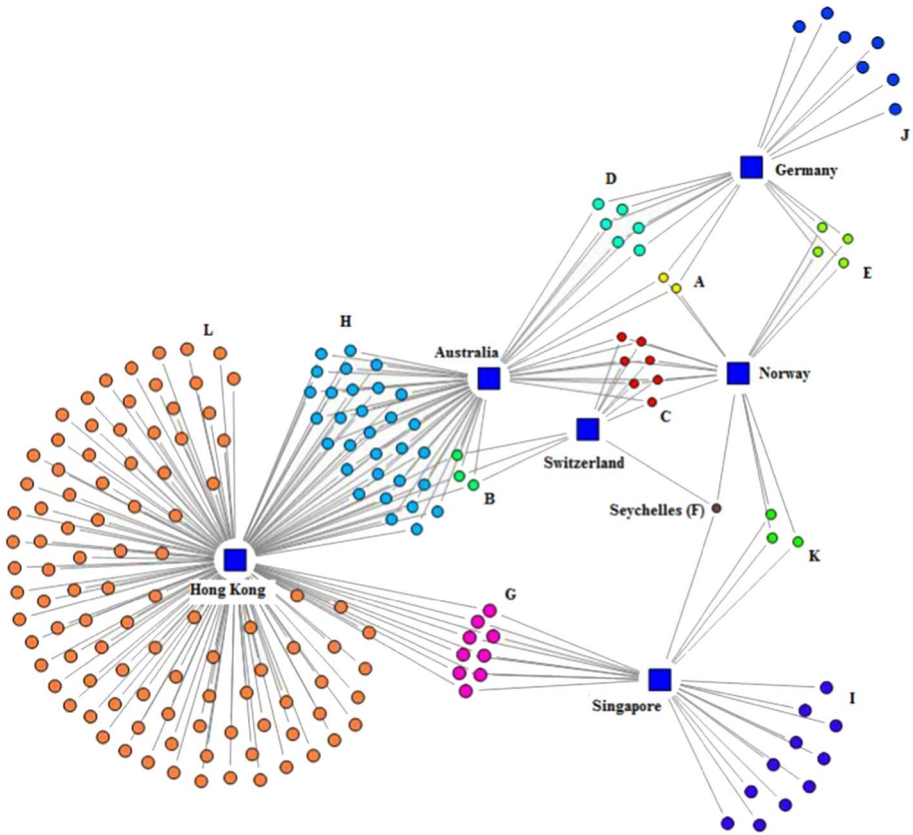 J
Germany
D
E
A
L
H
Australia
Norway
C
Switzerland
B
Seychelles (F)
K
Hong Kong
G
I
Singapore